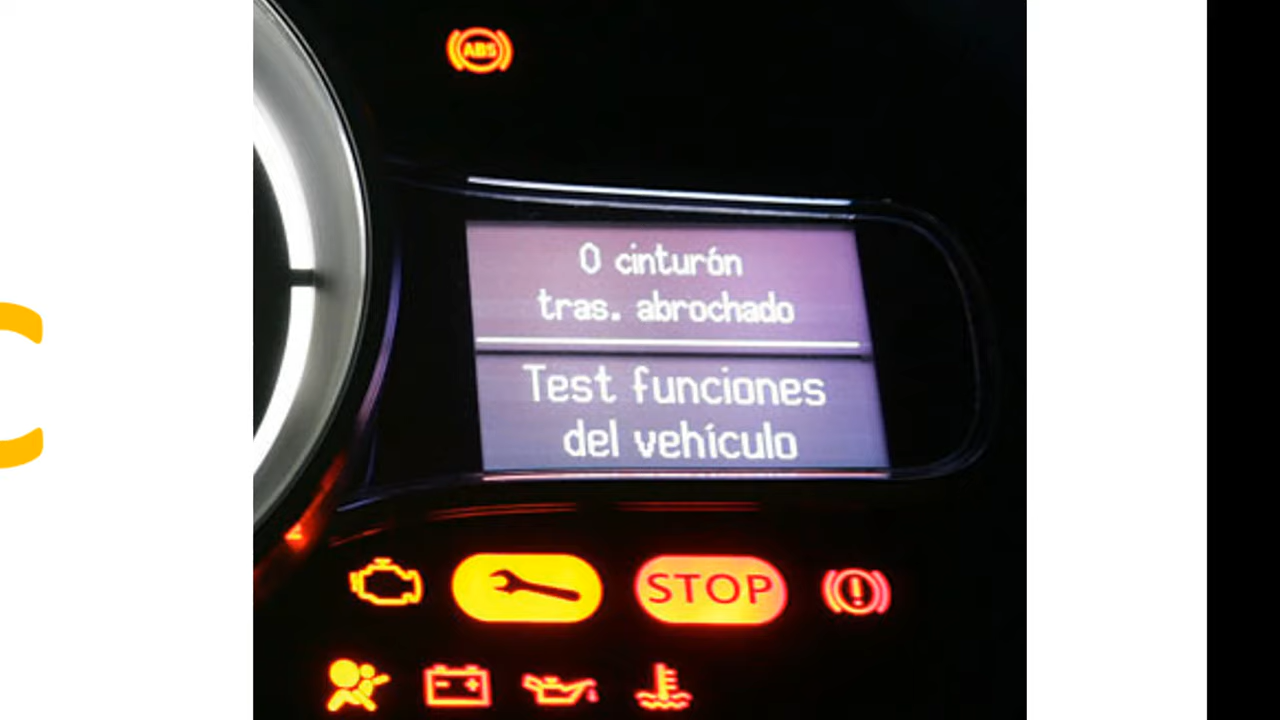 ABS
0 cinturón
tras. abrochado
Test funciones
del vehículo
STOP